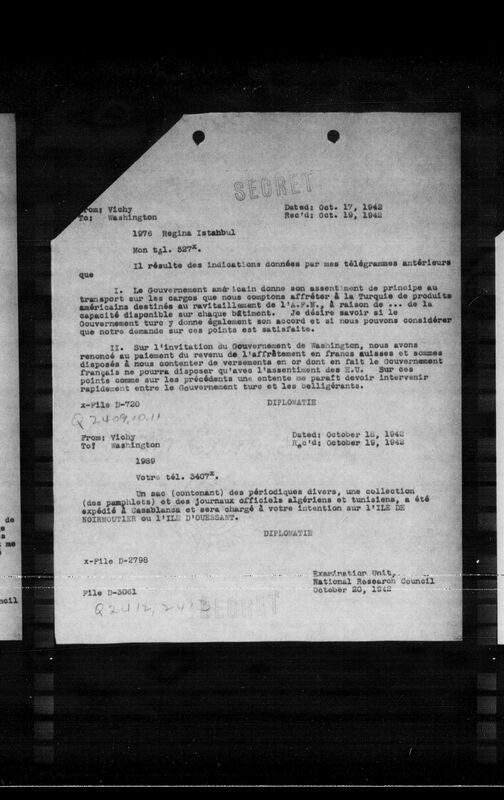 SECRET
From: Vichy Dated: Oct. 17, 1942
To: Washington Rec'd: Oct. 19, 1942
1976 Regina Istanbul
Mon tél. 527x.
Il résulte des indications données par mes télégrammes antérieurs
que
I. Le Gouvernement américain donne son assentiment de principe au
transport sur les cargos que nous comptons affréter à la Turquie de produits
américains destinés au ravitaillement de l'A.F.N., à raison de ... de la
capacité disponible sur chaque bâtiment. Je désire savoir si le
Gouvernement turc y donne également son accord et si nous pouvons considérer
que notre demande sur ces points est satisfaite.
II. Sur l'invitation du Gouvernement de Washington, nous avons
renoncé au paiement du revenu de l'affrètement en francs suisses et sommes
disposés à nous contenter de versements en or dont en fait le Gouvernement
français ne pourra disposer qu'avec l'assentiment des E.U. Sur ces
points comme sur les précédents une entente me paraît devoir intervenir
rapidement entre le Gouvernement turc et les belligérants.
x-File D-720 DIPLOMATIE
Q 2409,10,11
From: Vichy Dated: October 18, 1942
To: Washington Rec'd: October 19, 1942
1989
Votre tél. 3407x.
Un sac (contenant) des périodiques divers, une collection
(des pamphlets) et des journaux officiels algériens et tunisiens, a été
expédié à Casablanca et sera chargé à votre intention sur l'ILE DE
NOIRMOUTIER ou l'ILE D'OUESSANT.
DIPLOMATIE
x-File D-2798
Examination Unit,
National Research Council
File D-3061 October 20, 1942
Q 2412, 2413
SECRET
de
me
ncil